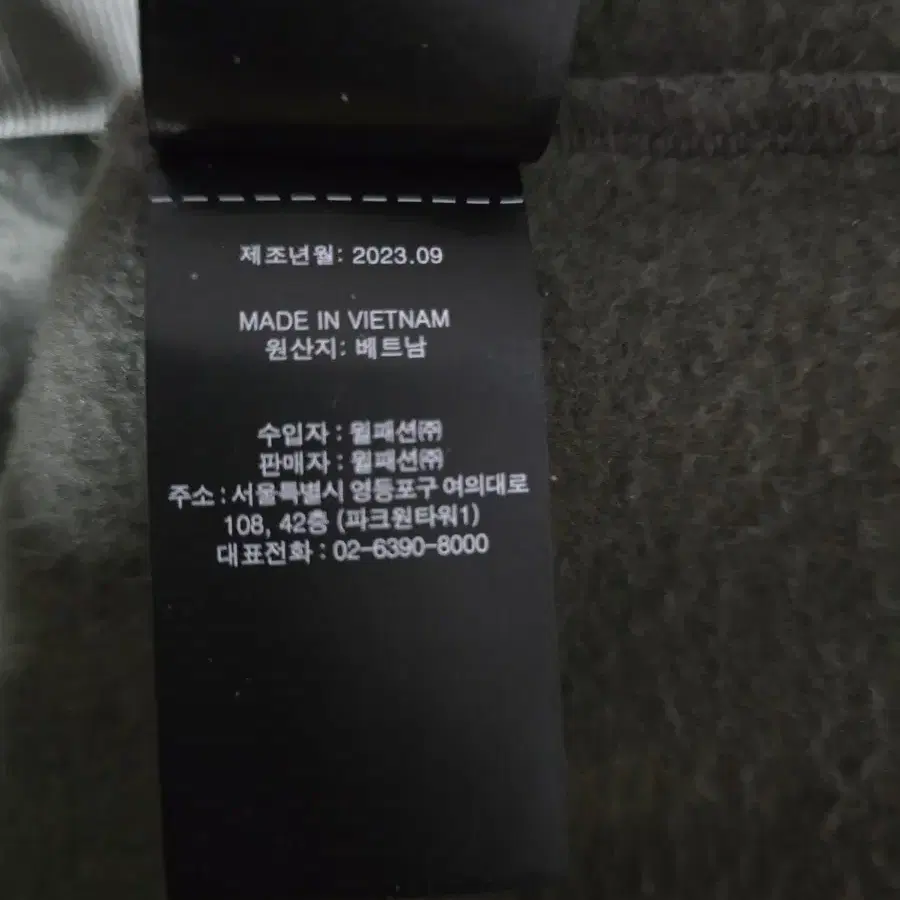 제조년월: 2023.09
MADE IN VIETNAM
원산지: 베트남
수입자 : 월패션㈜
판매자 : 월패션㈜
주소 : 서울특별시 영등포구 여의대로
108, 42층 (파크원타워1)
대표전화 : 02-6390-8000